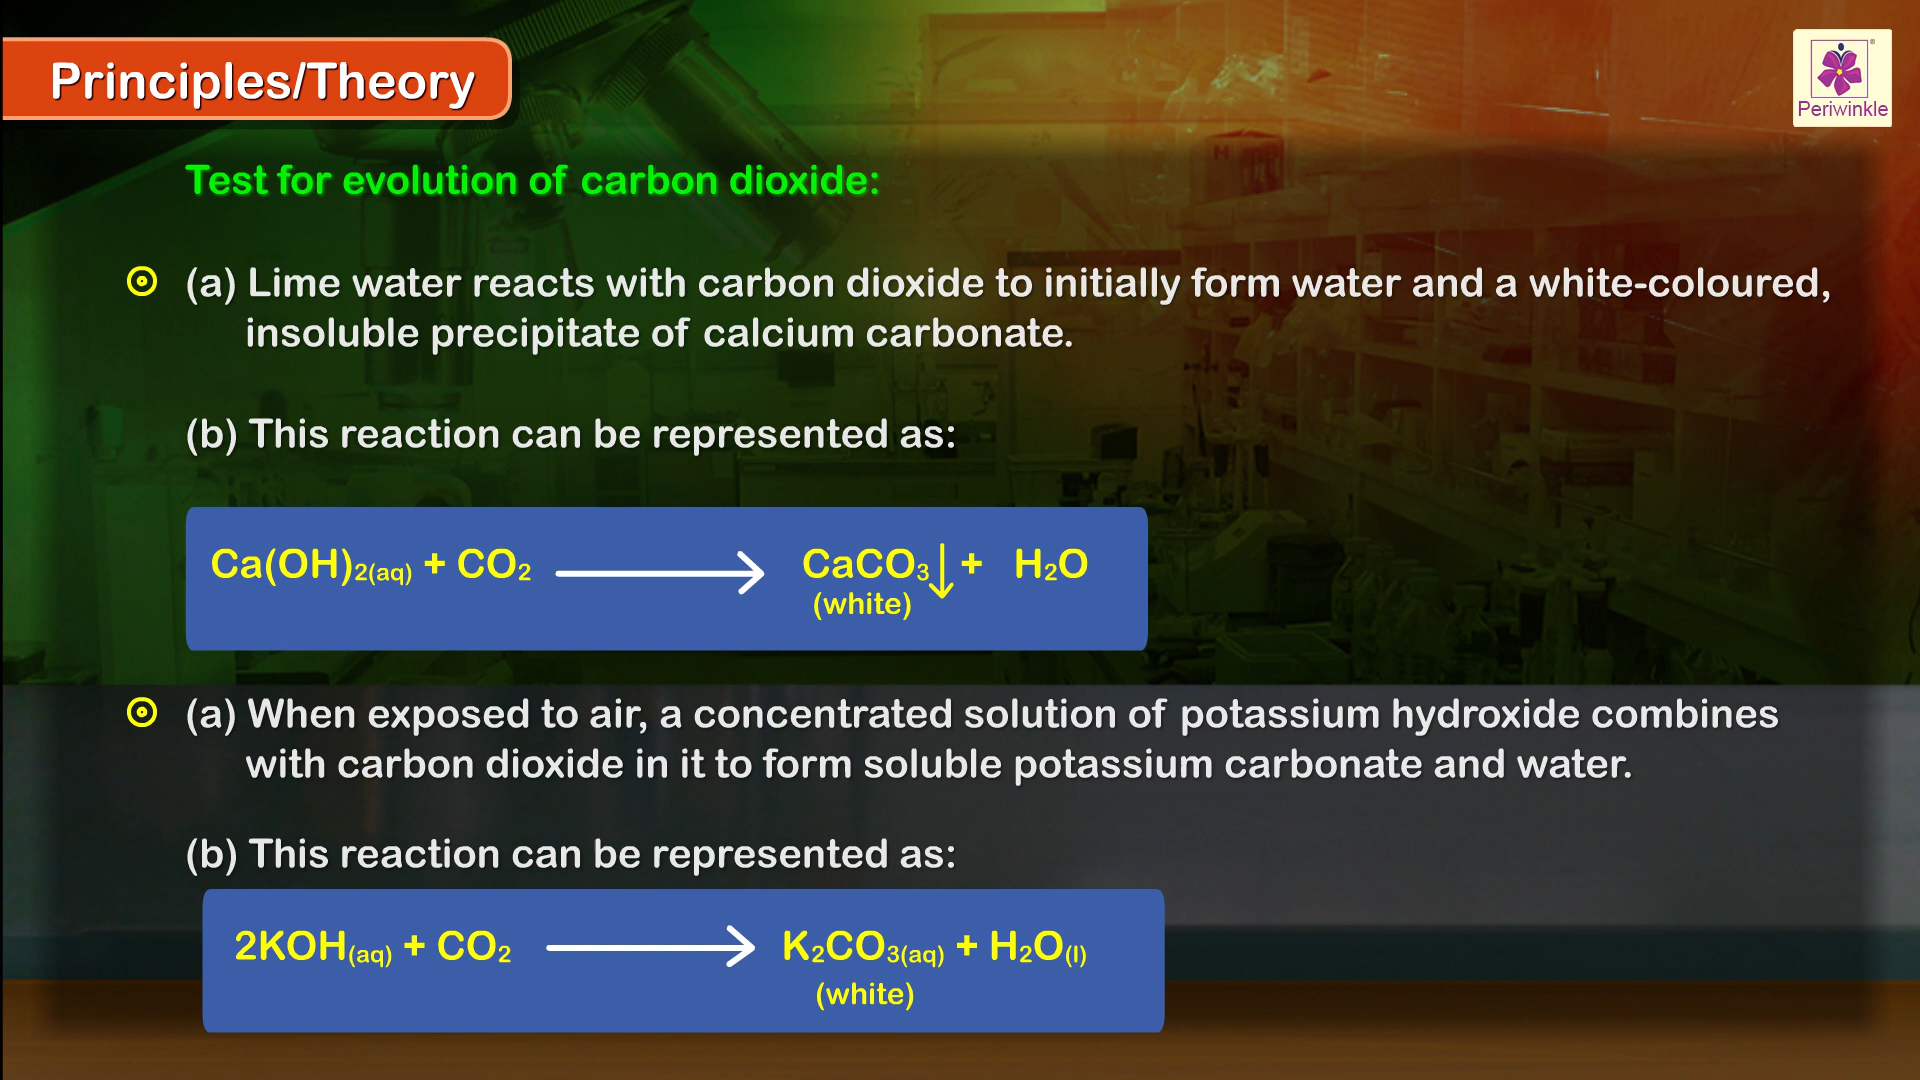 Principles/Theory
Periwinkle
Test for evolution of carbon dioxide:
(a) Lime water reacts with carbon dioxide to initially form water and a white-coloured,
insoluble precipitate of calcium carbonate.
(b) This reaction can be represented as:
Ca(OH)₂(aq) + CO₂ ⟶ CaCO₃↓ + H₂O
(white)
(a) When exposed to air, a concentrated solution of potassium hydroxide combines
with carbon dioxide in it to form soluble potassium carbonate and water.
(b) This reaction can be represented as:
2KOH(aq) + CO₂ ⟶ K₂CO₃(aq) + H₂O(l)
(white)